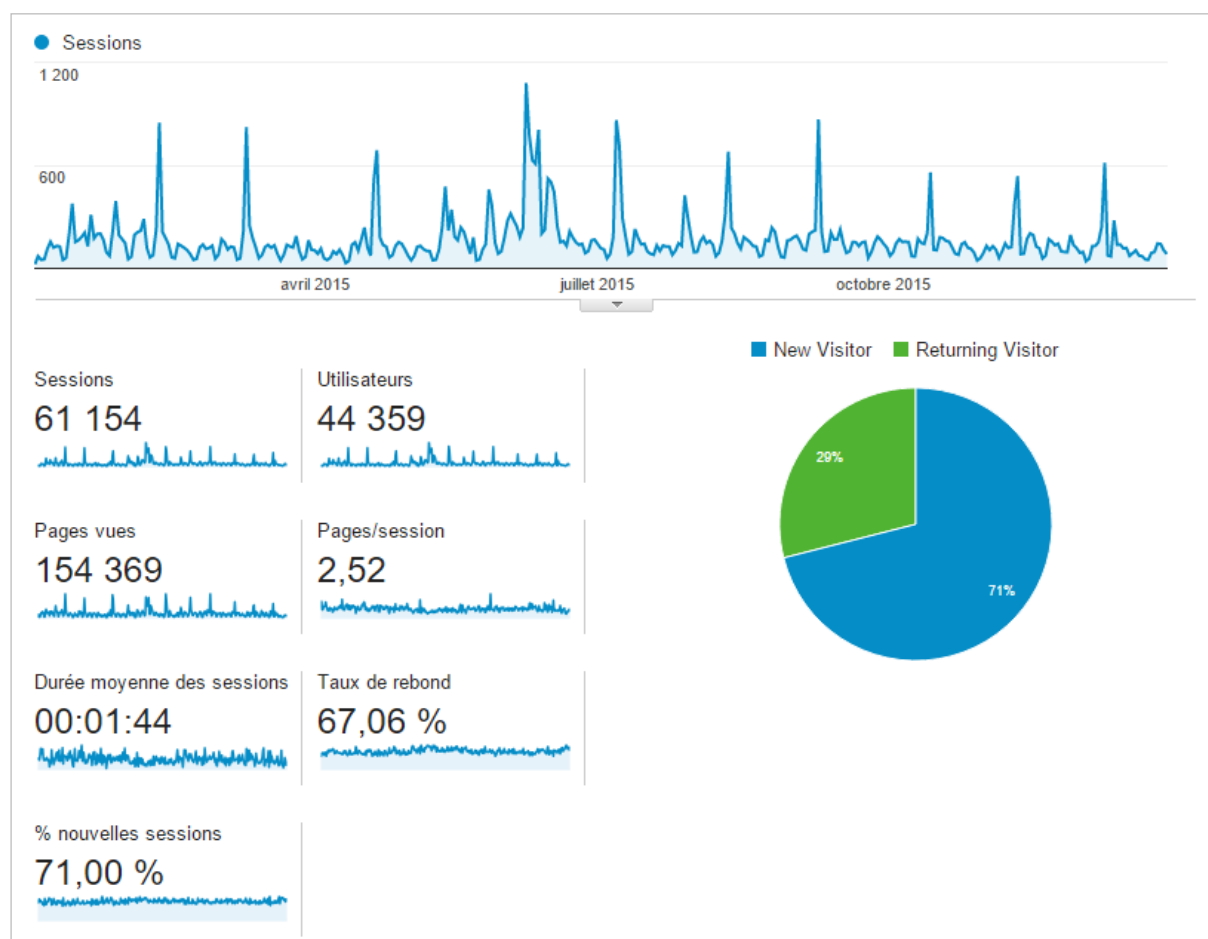 Sessions
1 200
600
avril 2015 juillet 2015 octobre 2015
New Visitor Returning Visitor
Sessions Utilisateurs
61 154 44 359
29%
Pages vues Pages/session
154 369 2,52
71%
Durée moyenne des sessions Taux de rebond
00:01:44 67,06 %
% nouvelles sessions
71,00 %